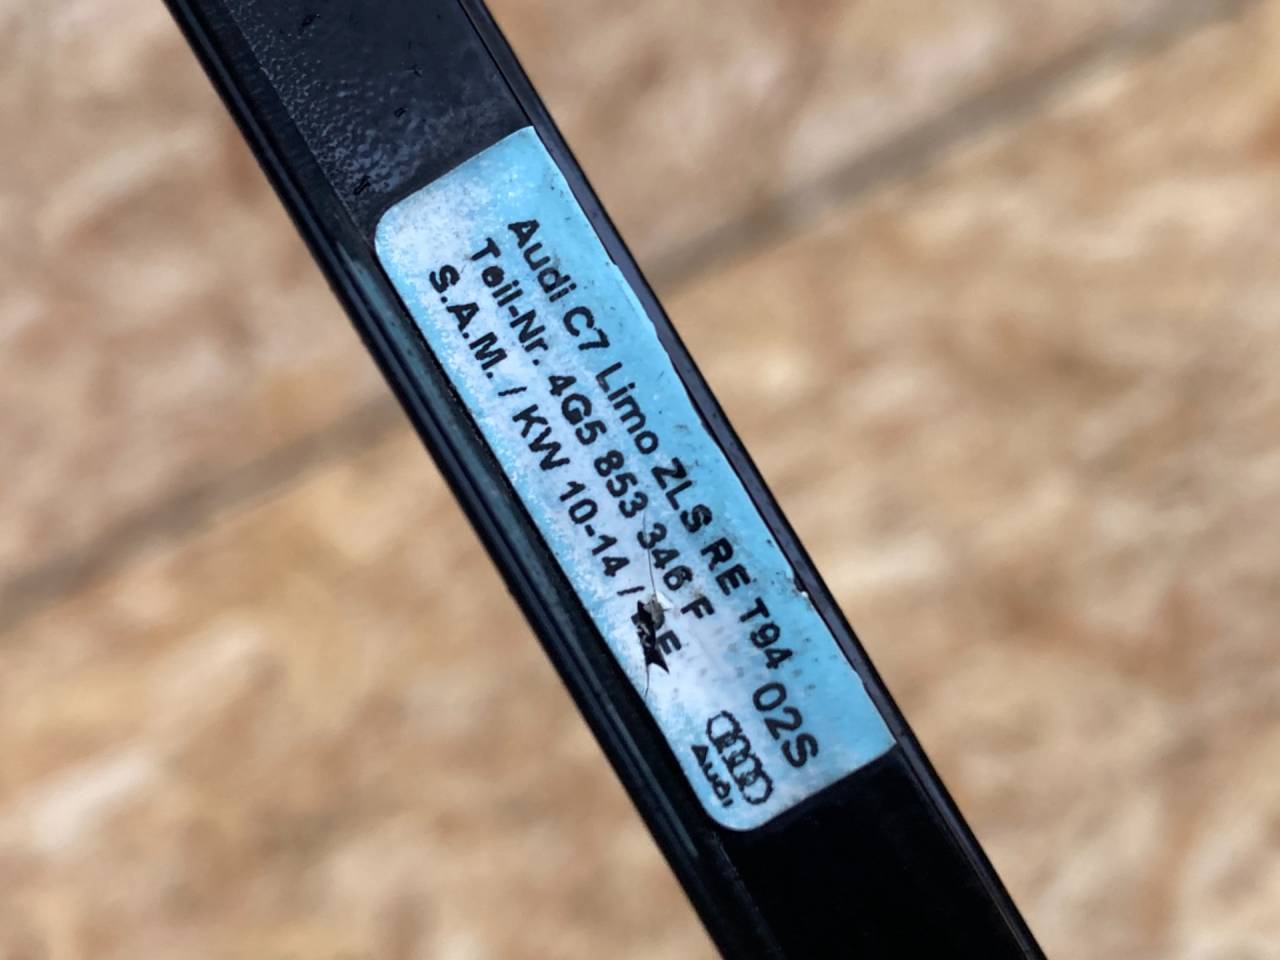 Audi C7 Limo ZLS RE T94
Teil-Nr. 4G5 853 346 F 02S
S.A.M. / KW 10-14 /
Audi